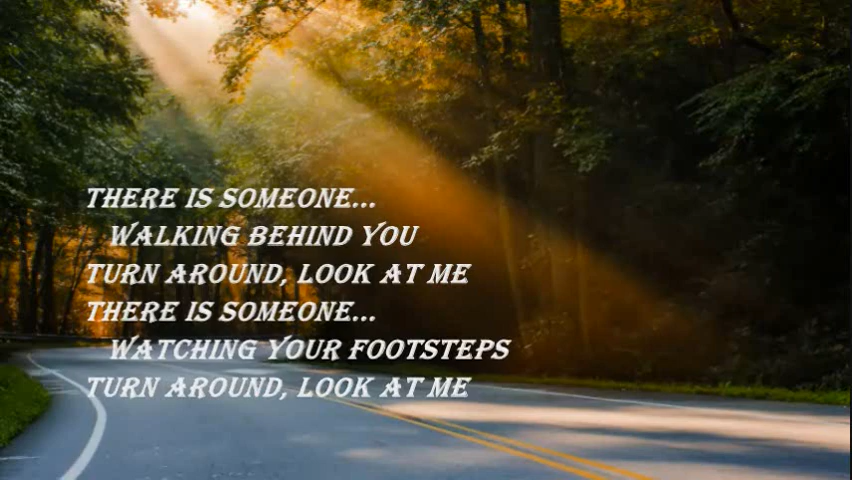 THERE IS SOMEONE...
WALKING BEHIND YOU
TURN AROUND, LOOK AT ME
THERE IS SOMEONE...
WATCHING YOUR FOOTSTEPS
TURN AROUND, LOOK AT ME